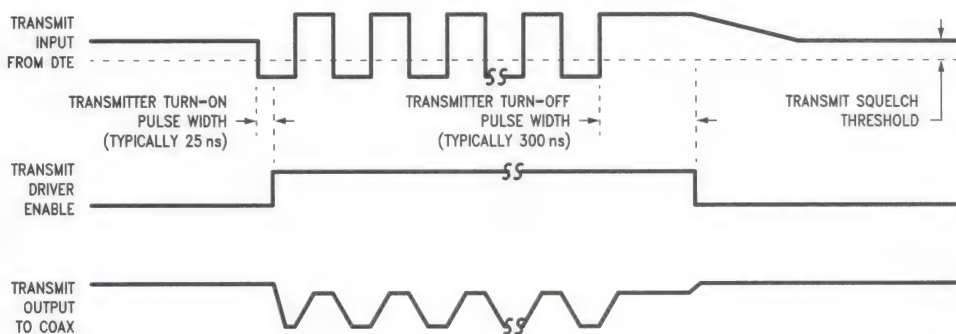 TRANSMIT
INPUT
FROM DTE
TRANSMITTER TURN-ON
PULSE WIDTH
(TYPICALLY 25 ns)
TRANSMITTER TURN-OFF
PULSE WIDTH
(TYPICALLY 300 ns)
TRANSMIT SQUELCH
THRESHOLD
TRANSMIT
DRIVER
ENABLE
TRANSMIT
OUTPUT
TO COAX